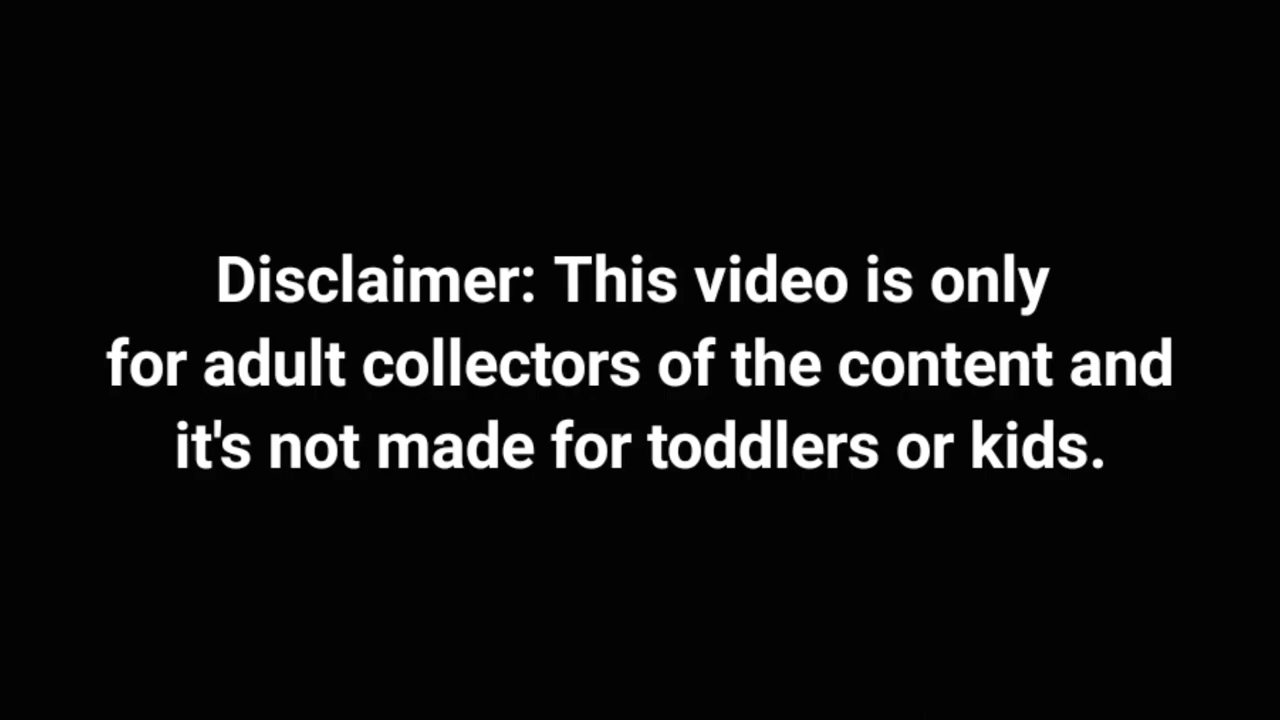 Disclaimer: This video is only
for adult collectors of the content and
it's not made for toddlers or kids.